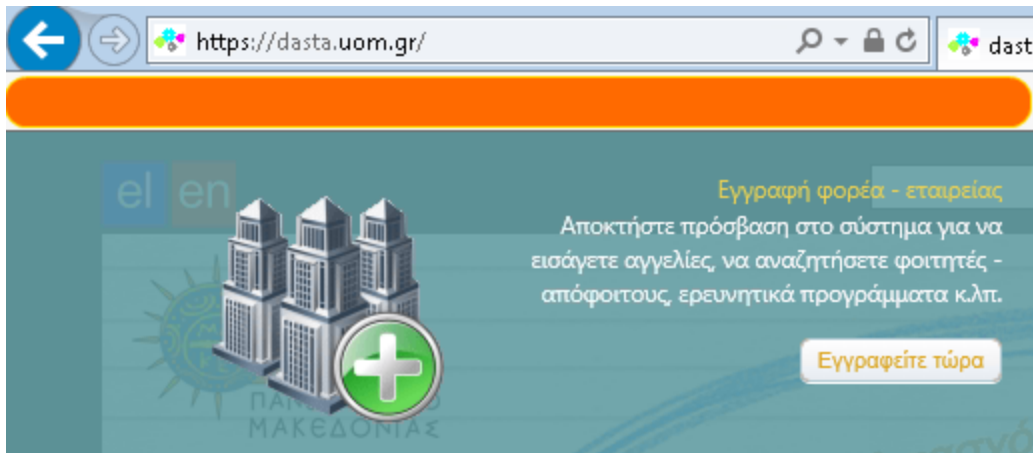 https://dasta.uom.gr/
dast
el en
Εγγραφή φορέα - εταιρείας
Αποκτήστε πρόσβαση στο σύστημα για να
εισάγετε αγγελίες, να αναζητήσετε φοιτητές -
απόφοιτους, ερευνητικά προγράμματα κ.λπ.
Εγγραφείτε τώρα
ΜΑΚΕΔΟΝΙΑΣ